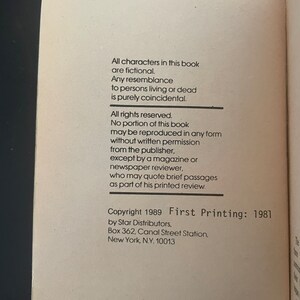 All characters in this book
are fictional.
Any resemblance
to persons living or dead
is purely coincidental.
All rights reserved.
No portion of this book
may be reproduced in any form
without written permission
from the publisher,
except by a magazine or
newspaper reviewer,
who may quote brief passages
as part of his printed review.
Copyright 1989 First Printing: 1981
by Star Distributors,
Box 362, Canal Street Station,
New York, N.Y. 10013